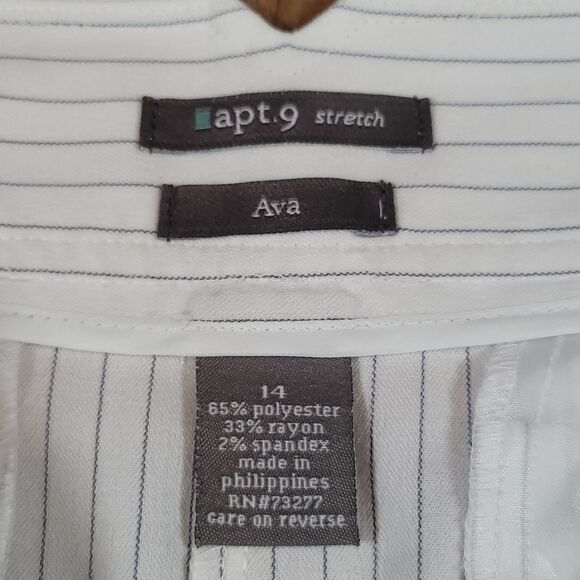 apt.9 stretch
Ava
14
65% polyester
33% rayon
2% spandex
made in
philippines
RN#73277
care on reverse